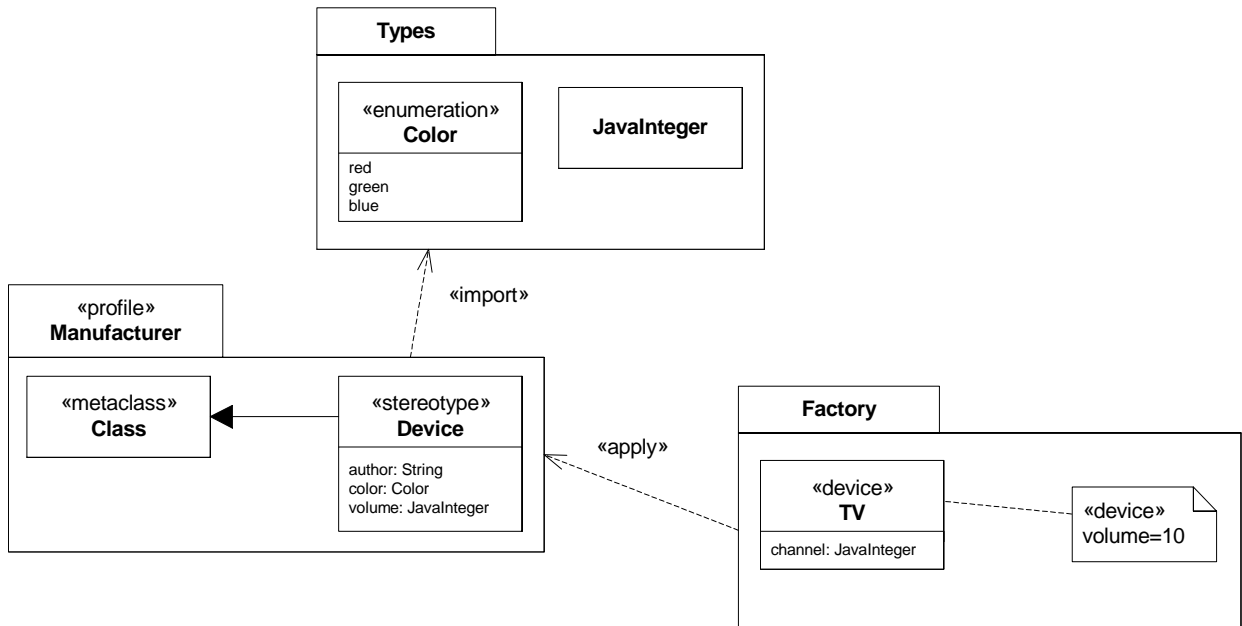 Types
«enumeration»
Color
red
green
blue
JavaInteger
«import»
«profile»
Manufacturer
«metaclass»
Class
«stereotype»
Device
author: String
color: Color
volume: JavaInteger
«apply»
Factory
«device»
TV
channel: JavaInteger
«device»
volume=10